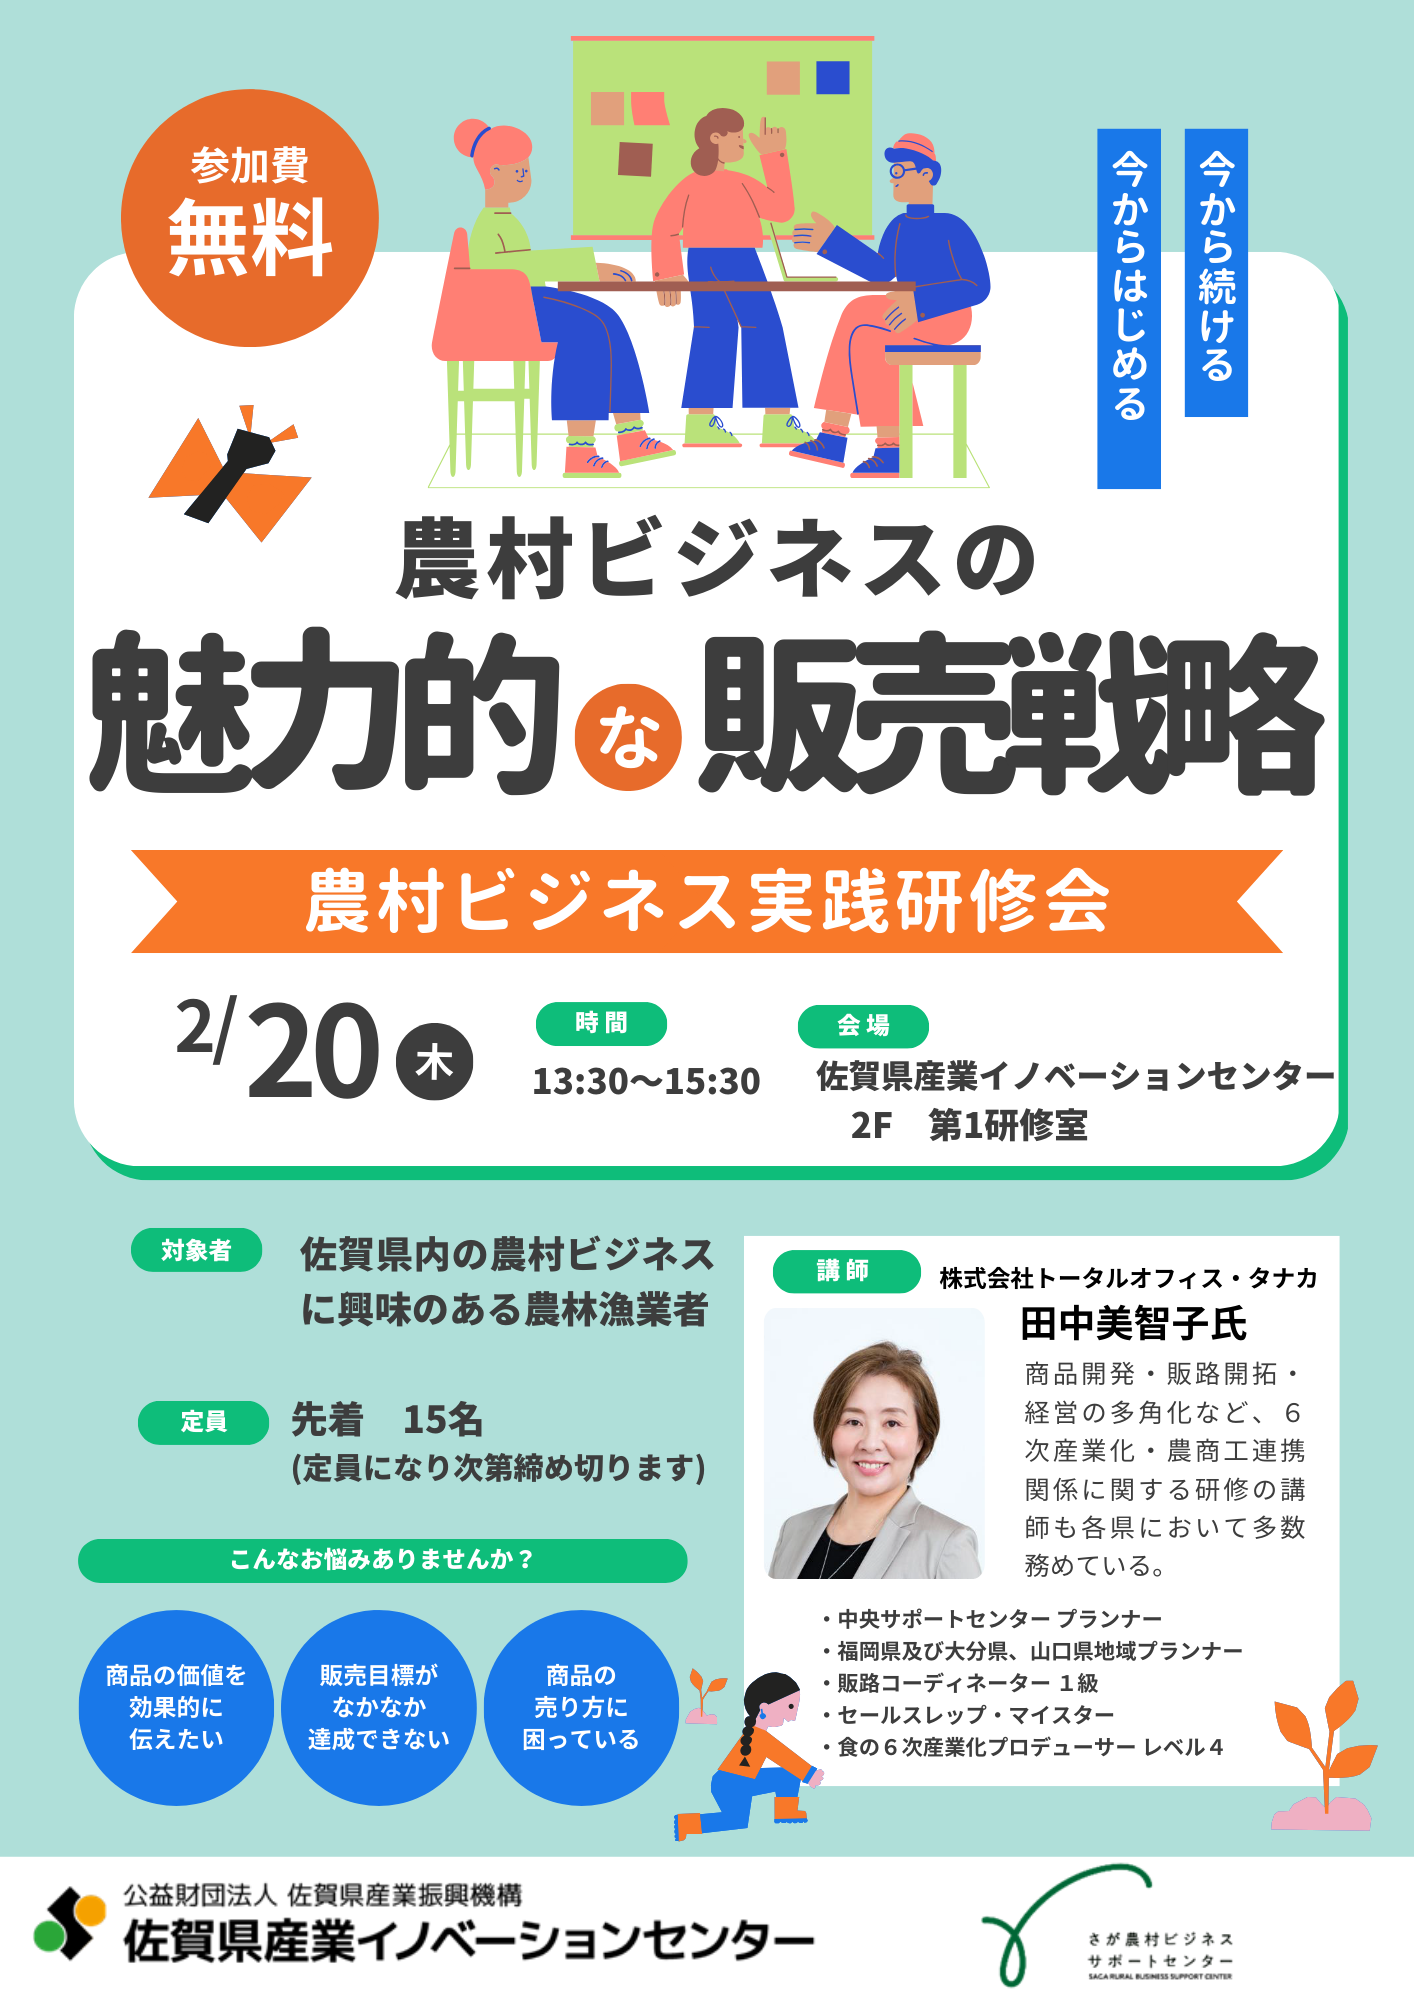 参加費
無料
今から続ける
今からはじめる
農村ビジネスの
魅力的な販売戦略
農村ビジネス実践研修会
2/20 木
時間
13:30〜15:30
会場
佐賀県産業イノベーションセンター
2F　第1研修室
対象者
佐賀県内の農村ビジネス
に興味のある農林漁業者
定員
先着　15名
(定員になり次第締め切ります)
こんなお悩みありませんか？
商品の価値を
効果的に
伝えたい
販売目標が
なかなか
達成できない
商品の
売り方に
困っている
講師
株式会社トータルオフィス・タナカ
田中美智子氏
商品開発・販路開拓・
経営の多角化など、６
次産業化・農商工連携
関係に関する研修の講
師も各県において多数
務めている。
・中央サポートセンター プランナー
・福岡県及び大分県、山口県地域プランナー
・販路コーディネーター １級
・セールスレップ・マイスター
・食の６次産業化プロデューサー レベル４
公益財団法人 佐賀県産業振興機構
佐賀県産業イノベーションセンター
さが農村ビジネス
サポートセンター
SAGA RURAL BUSINESS SUPPORT CENTER